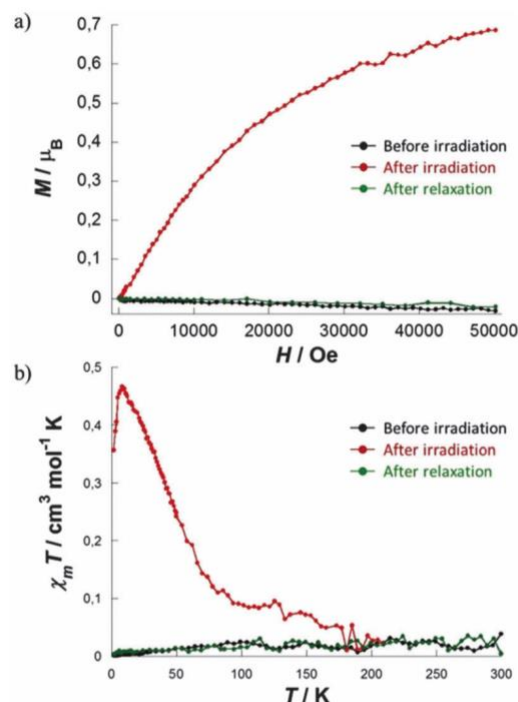 a)
0,7
0,6
0,5
0,4
0,3
0,2
0,1
0
M / μB
Before irradiation
After irradiation
After relaxation
0 10000 20000 30000 40000 50000
H / Oe
b)
0,5
0,4
0,3
0,2
0,1
0
χmT / cm³ mol⁻¹ K
Before irradiation
After irradiation
After relaxation
0 50 100 150 200 250 300
T / K